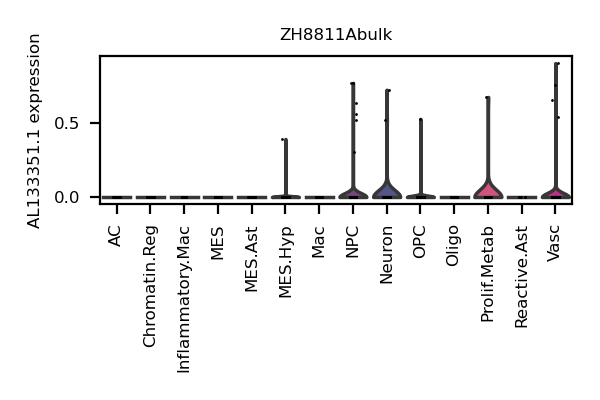 ZH8811Abulk
AL133351.1 expression
0.5
0.0
AC
Chromatin.Reg
Inflammatory.Mac
MES
MES.Ast
MES.Hyp
Mac
NPC
Neuron
OPC
Oligo
Prolif.Metab
Reactive.Ast
Vasc